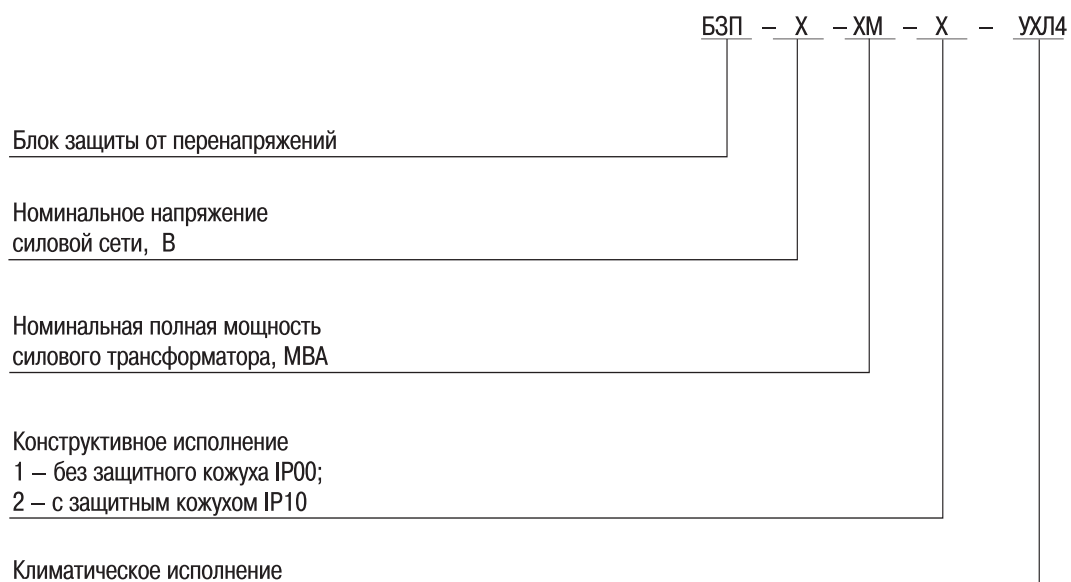 БЗП – Х – ХМ – Х – УХЛ4
Блок защиты от перенапряжений
Номинальное напряжение
силовой сети, В
Номинальная полная мощность
силового трансформатора, МВА
Конструктивное исполнение
1 – без защитного кожуха IP00;
2 – с защитным кожухом IP10
Климатическое исполнение